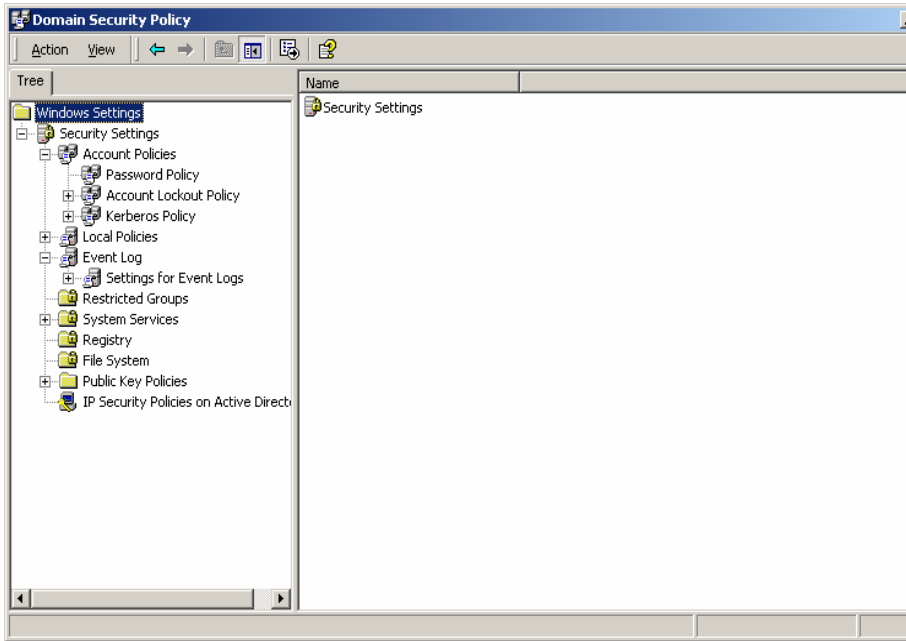 Domain Security Policy
Action View
Tree
Name
Windows Settings
Security Settings
Account Policies
Password Policy
Account Lockout Policy
Kerberos Policy
Local Policies
Event Log
Settings for Event Logs
Restricted Groups
System Services
Registry
File System
Public Key Policies
IP Security Policies on Active Direct
Security Settings